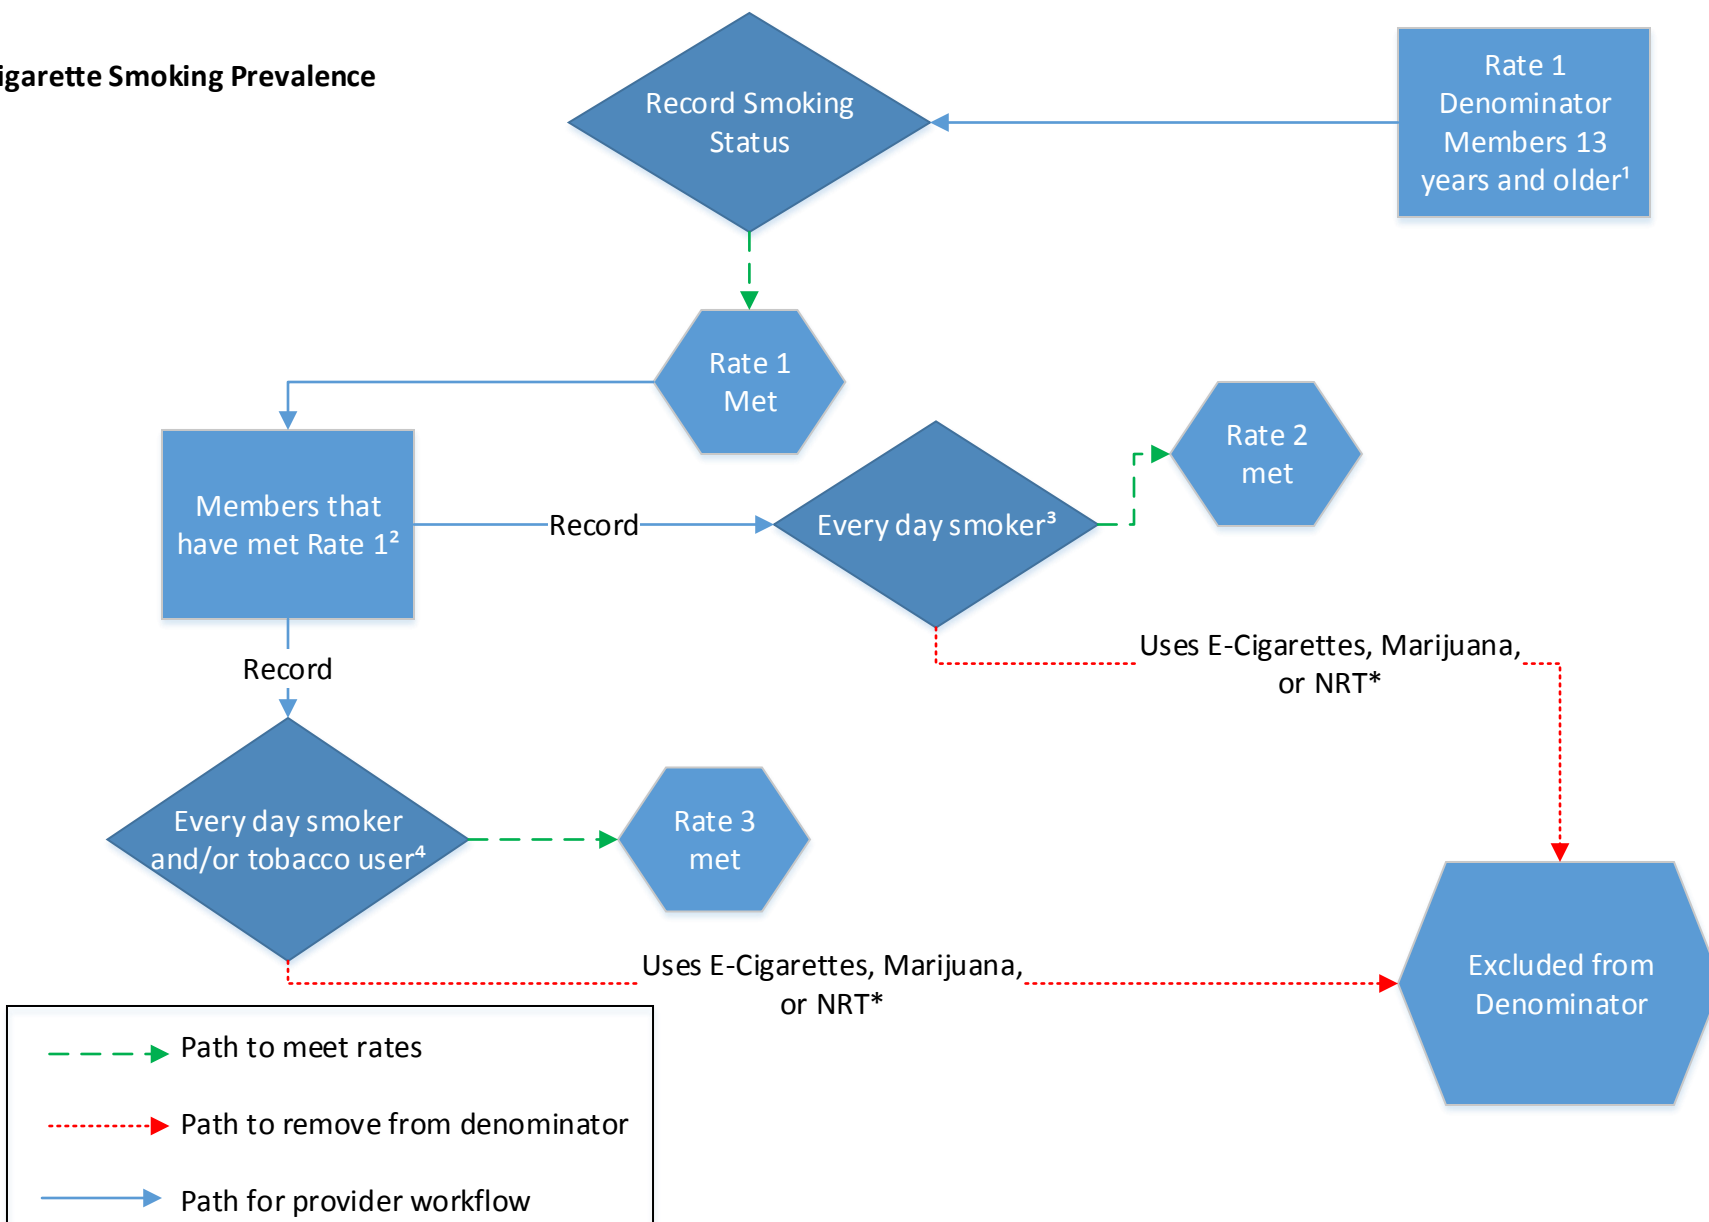 igarette Smoking Prevalence
Record Smoking
Status
Rate 1
Denominator
Members 13
years and older¹
Rate 1
Met
Rate 2
met
Members that
have met Rate 1²
Record
Every day smoker³
Uses E-Cigarettes, Marijuana,
or NRT*
Record
Every day smoker
and/or tobacco user⁴
Rate 3
met
Uses E-Cigarettes, Marijuana,
or NRT*
Excluded from
Denominator
Path to meet rates
Path to remove from denominator
Path for provider workflow